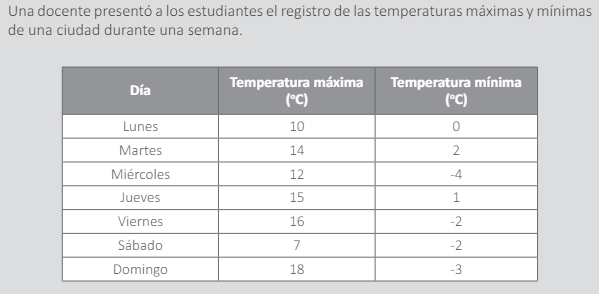 Una docente presentó a los estudiantes el registro de las temperaturas máximas y mínimas
de una ciudad durante una semana.
Día Temperatura máxima (°C) Temperatura mínima (°C)
Lunes 10 0
Martes 14 2
Miércoles 12 -4
Jueves 15 1
Viernes 16 -2
Sábado 7 -2
Domingo 18 -3